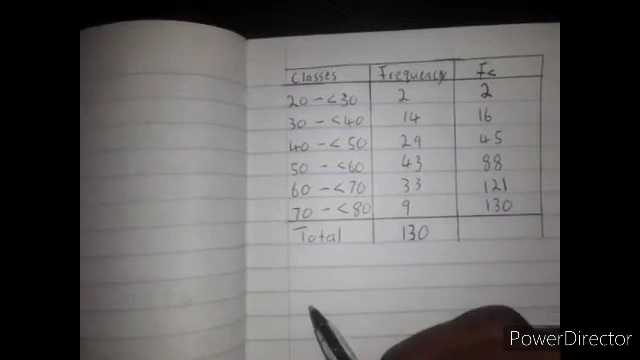 Classes Frequency F<
20 - <30 2 2
30 - <40 14 16
40 - <50 29 45
50 - <60 43 88
60 - <70 33 121
70 - <80 9 130
Total 130
PowerDirector